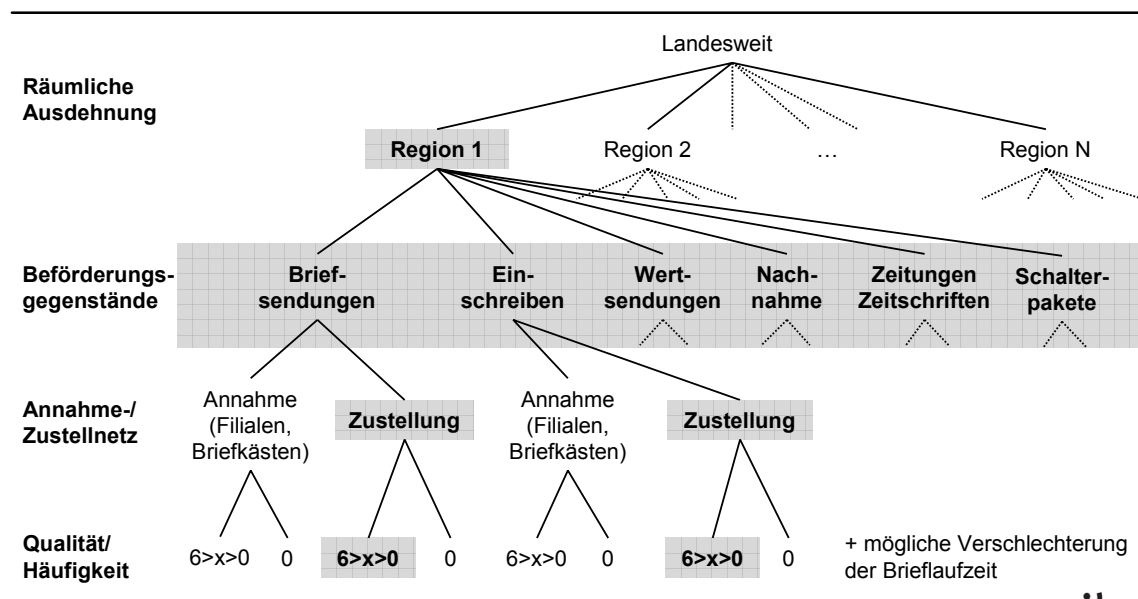 Landesweit
Räumliche
Ausdehnung
Region 1
Region 2
…
Region N
Beförderungs-
gegenstände
Brief-
sendungen
Ein-
schreiben
Wert-
sendungen
Nach-
nahme
Zeitungen
Zeitschriften
Schalter-
pakete
Annahme-/
Zustellnetz
Annahme
(Filialen,
Briefkästen)
Zustellung
Annahme
(Filialen,
Briefkästen)
Zustellung
Qualität/
Häufigkeit
6>x>0
0
6>x>0
0
6>x>0
0
6>x>0
0
+ mögliche Verschlechterung
der Brieflaufzeit